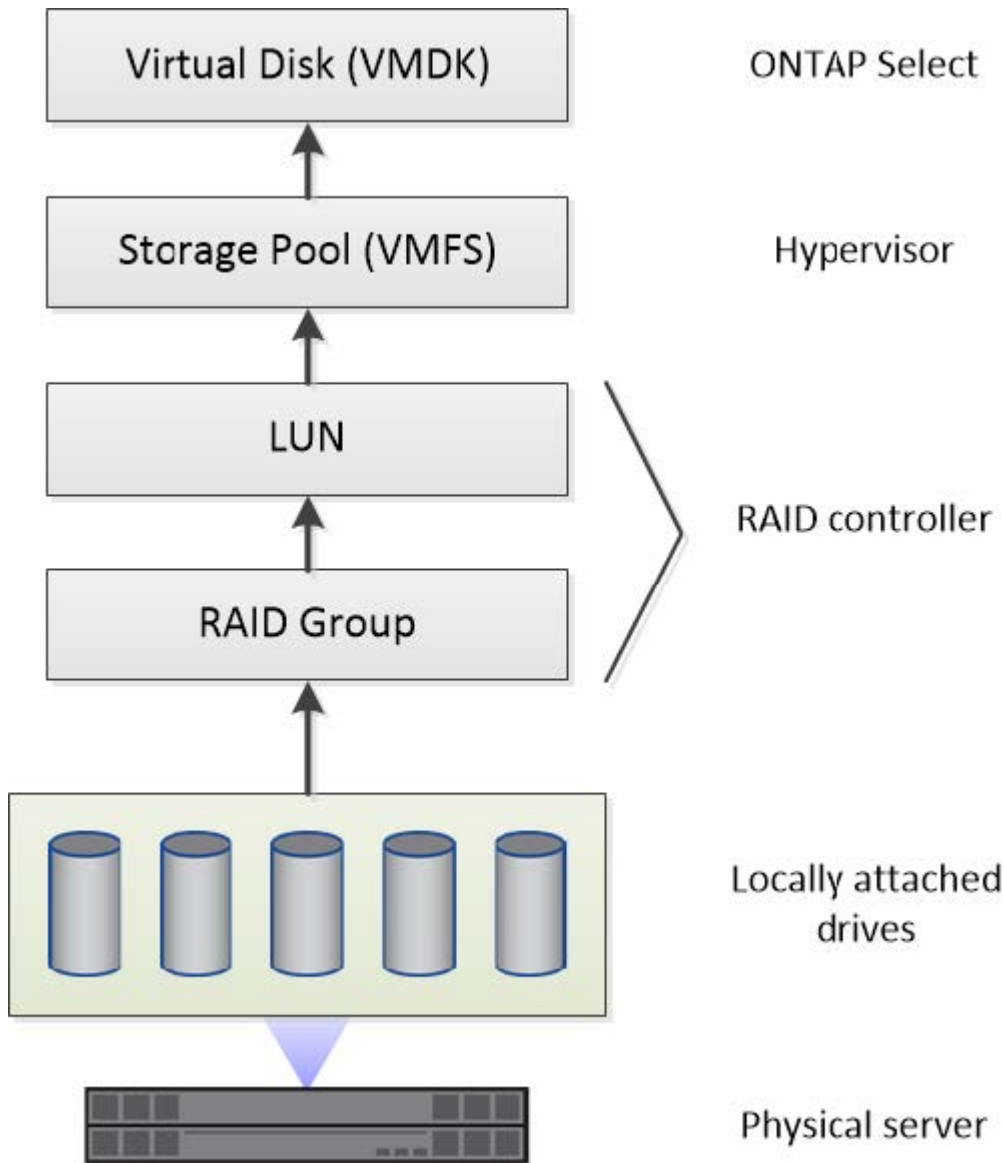 Virtual Disk (VMDK)
ONTAP Select
Storage Pool (VMFS)
Hypervisor
LUN
RAID controller
RAID Group
Locally attached
drives
Physical server